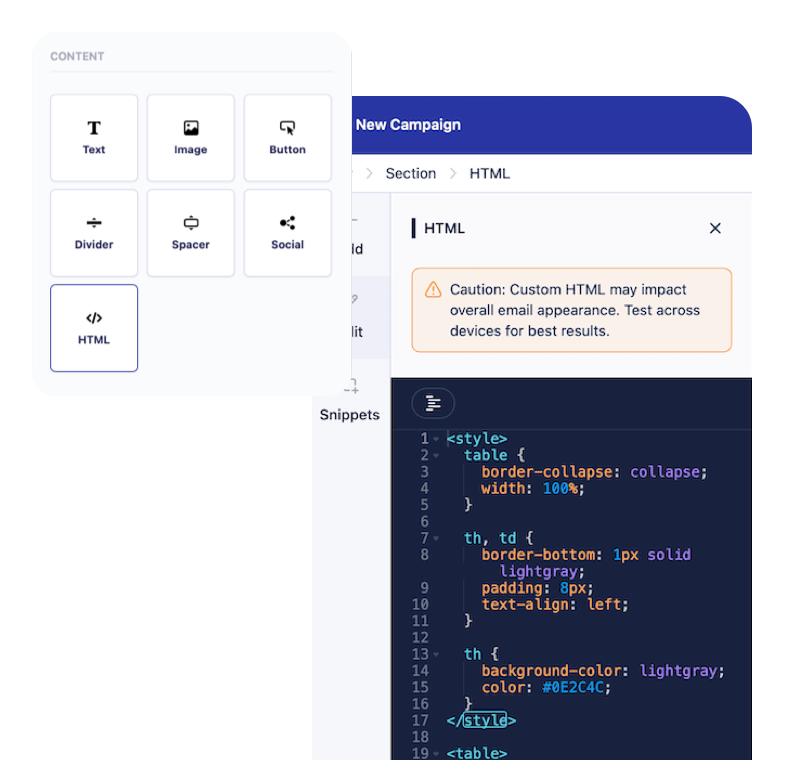 CONTENT
Text
Image
Button
Divider
Spacer
Social
HTML
New Campaign
Section
HTML
HTML
Caution: Custom HTML may impact
overall email appearance. Test across
devices for best results.
Snippets
1 <style>
2 table {
3 border-collapse: collapse;
4 width: 100%;
5 }
6
7 th, td {
8 border-bottom: 1px solid
lightgray;
9 padding: 8px;
10 text-align: left;
11 }
12
13 th {
14 background-color: lightgray;
15 color: #0E2C4C;
16 }
17 </style>
18
19 <table>